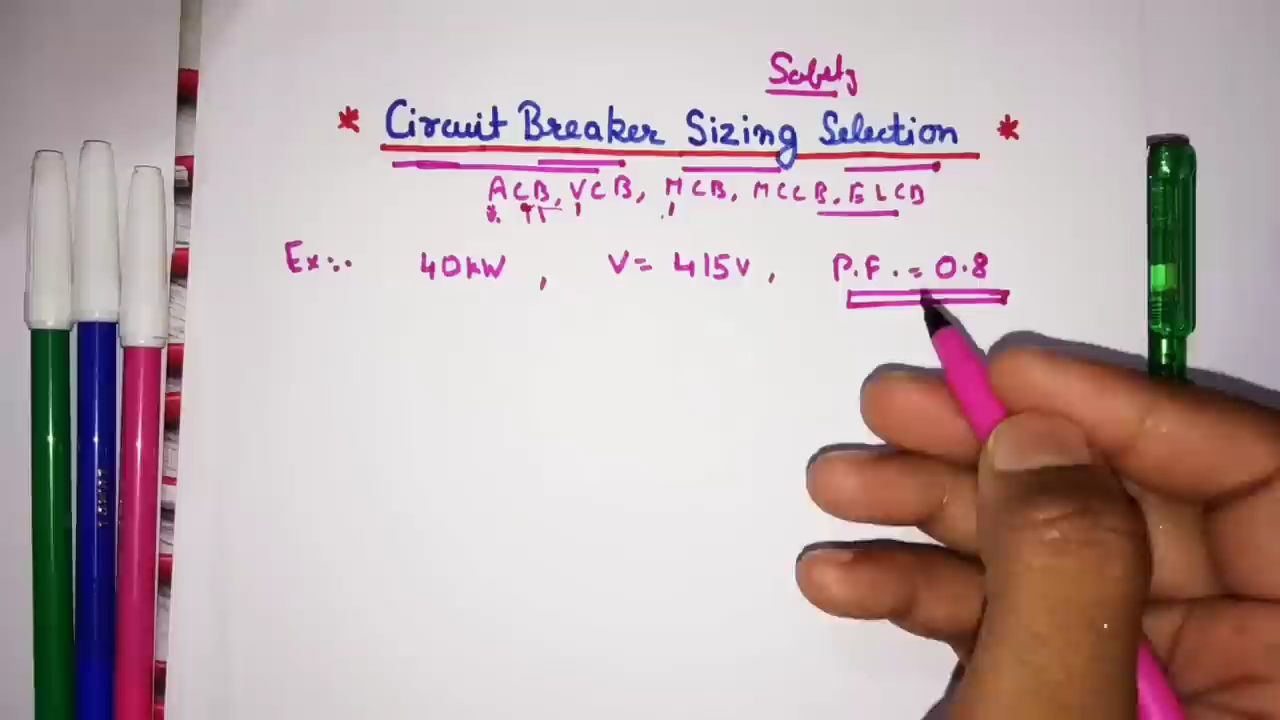 Safety
* Circuit Breaker Sizing Selection *
ACB, VCB, MCB, MCCB, ELCB
Ex:- 40kW, V= 415V, P.F. = 0.8